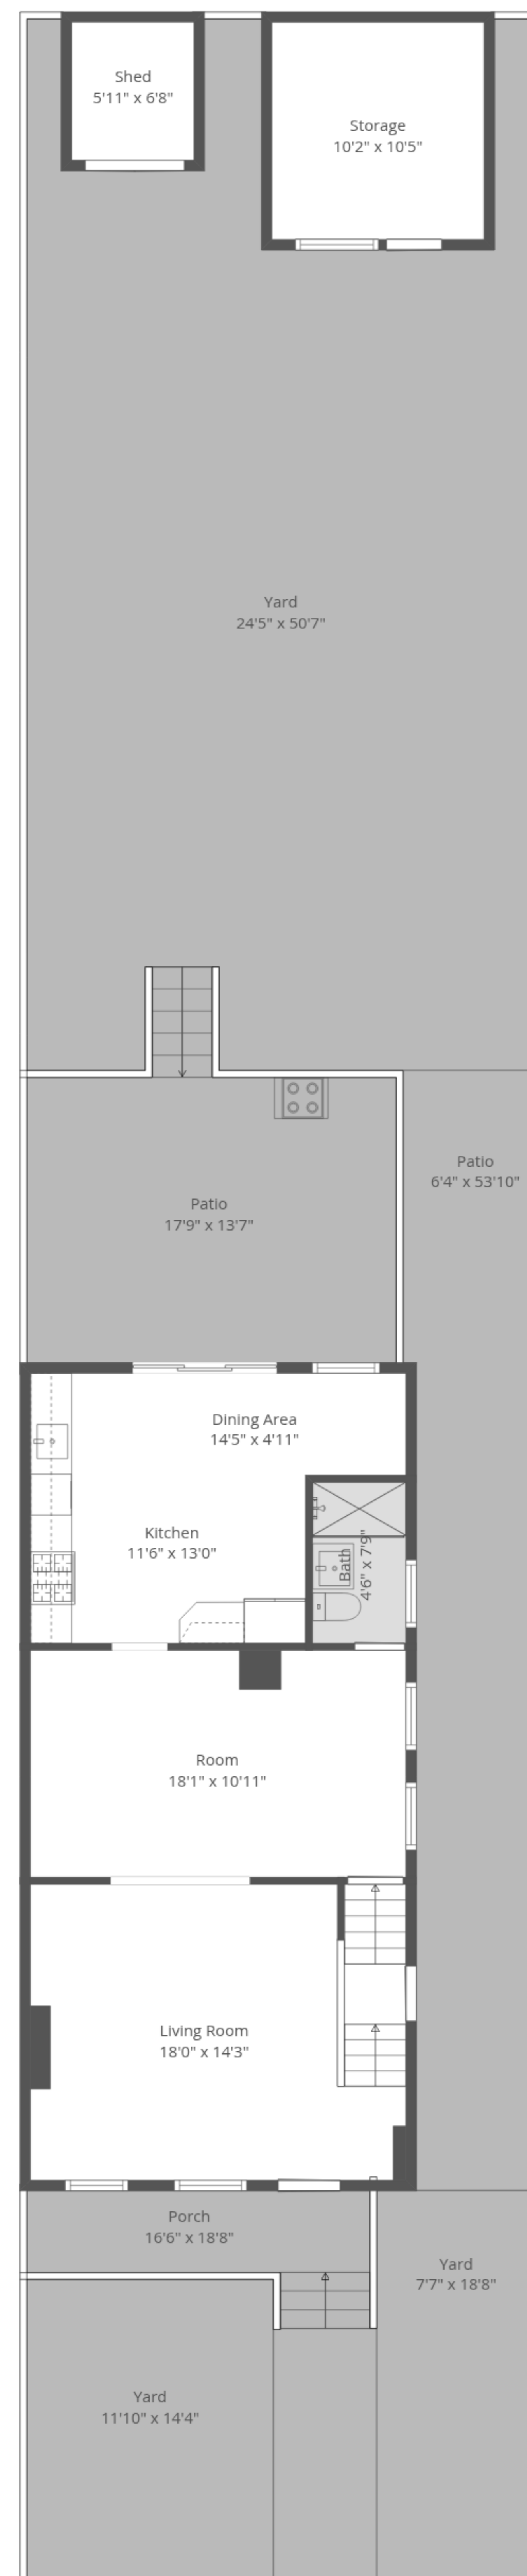 Shed
5'11" x 6'8"
Storage
10'2" x 10'5"
Yard
24'5" x 50'7"
Patio
6'4" x 53'10"
Patio
17'9" x 13'7"
Dining Area
14'5" x 4'11"
Kitchen
11'6" x 13'0"
Bath
4'6" x 7'9"
Room
18'1" x 10'11"
Living Room
18'0" x 14'3"
Porch
16'6" x 18'8"
Yard
7'7" x 18'8"
Yard
11'10" x 14'4"